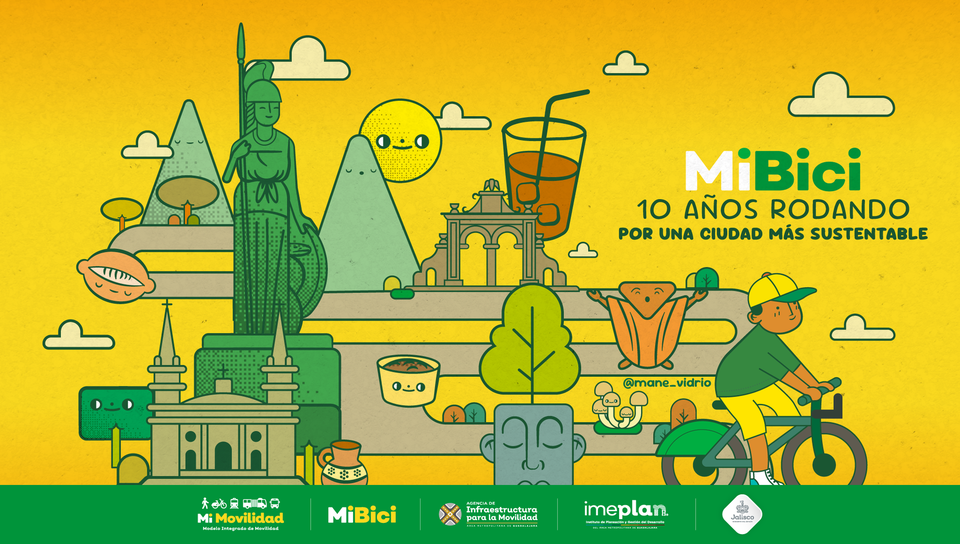 MiBici
10 AÑOS RODANDO
POR UNA CIUDAD MÁS SUSTENTABLE
@mane_vidrio
Mi Movilidad
Modelo Integrado de Movilidad
MiBici
AGENCIA DE
Infraestructura
para la Movilidad
imeplan
Instituto de Planeación y Gestión del Desarrollo
Jalisco